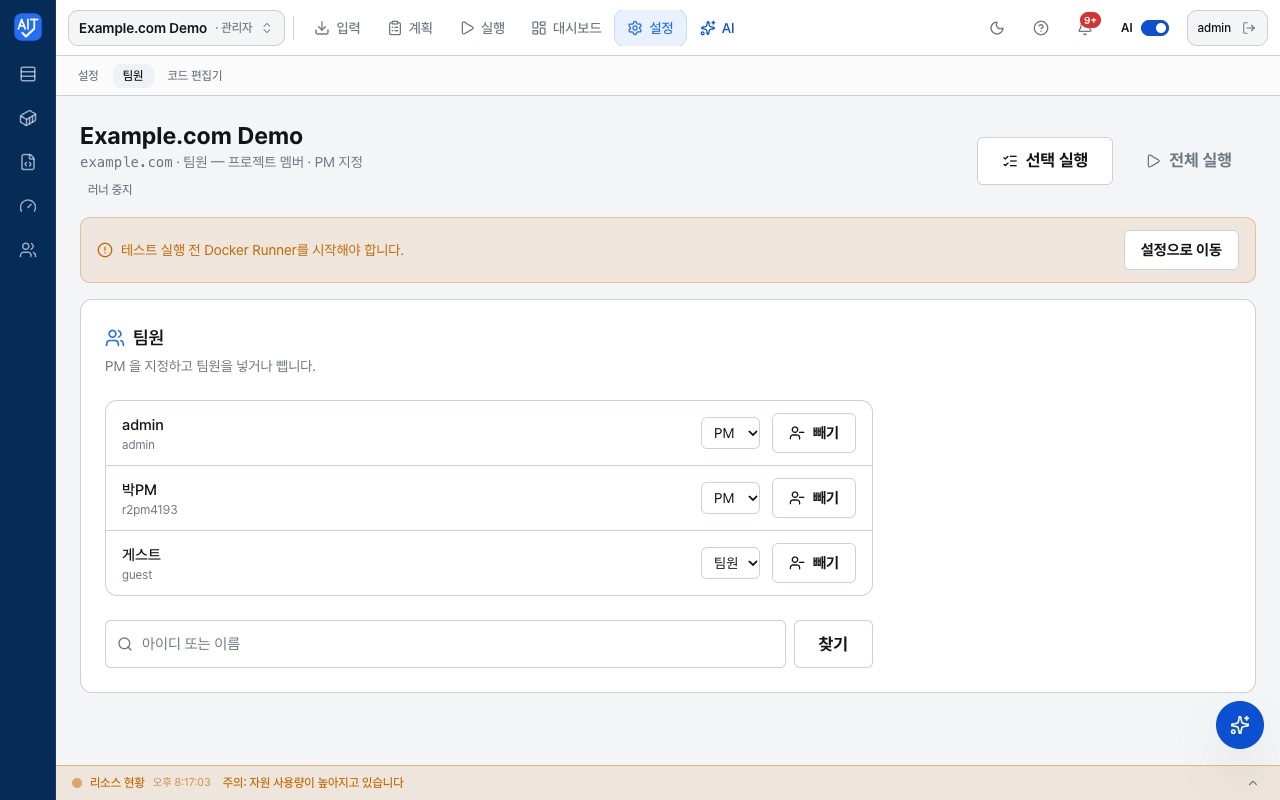 AIT
Example.com Demo · 관리자
입력
계획
실행
대시보드
설정
AI
9+
AI
admin
설정
팀원
코드 편집기
Example.com Demo
example.com · 팀원 — 프로젝트 멤버 · PM 지정
러너 중지
선택 실행
전체 실행
테스트 실행 전 Docker Runner를 시작해야 합니다.
설정으로 이동
팀원
PM 을 지정하고 팀원을 넣거나 뺍니다.
admin
admin
PM
빼기
박PM
r2pm4193
PM
빼기
게스트
guest
팀원
빼기
아이디 또는 이름
찾기
리소스 현황 오후 8:17:03 주의: 자원 사용량이 높아지고 있습니다